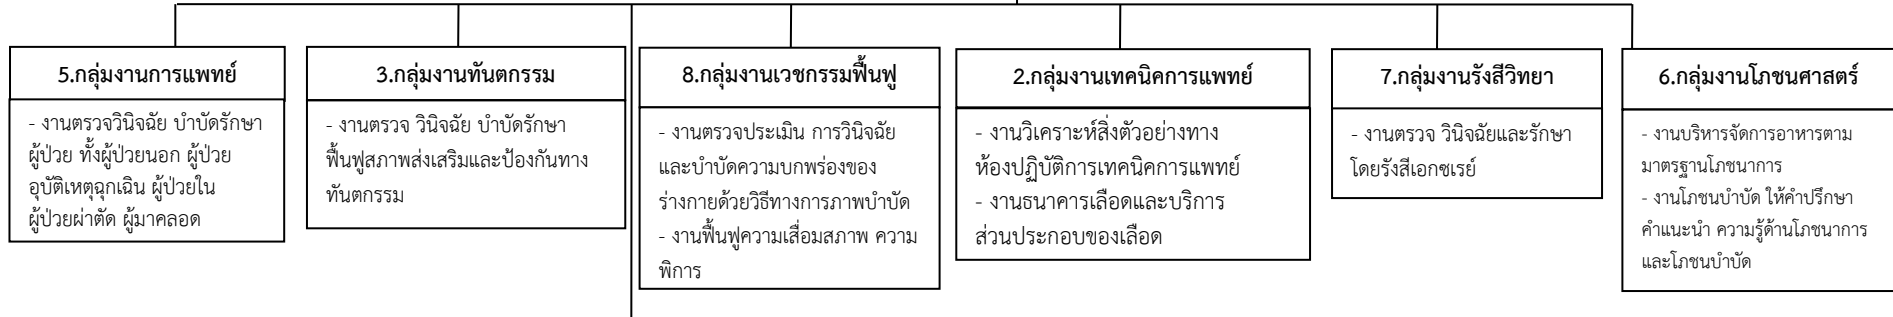 5.กลุ่มงานการแพทย์
- งานตรวจวินิจฉัย บำบัดรักษา
ผู้ป่วย ทั้งผู้ป่วยนอก ผู้ป่วย
อุบัติเหตุฉุกเฉิน ผู้ป่วยใน
ผู้ป่วยผ่าตัด ผู้มาคลอด
3.กลุ่มงานทันตกรรม
- งานตรวจ วินิจฉัย บำบัดรักษา
ฟื้นฟูสภาพส่งเสริมและป้องกันทาง
ทันตกรรม
8.กลุ่มงานเวชกรรมฟื้นฟู
- งานตรวจประเมิน การวินิจฉัย
และบำบัดความบกพร่องของ
ร่างกายด้วยวิธีทางการภาพบำบัด
- งานฟื้นฟูความเสื่อมสภาพ ความ
พิการ
2.กลุ่มงานเทคนิคการแพทย์
- งานวิเคราะห์สิ่งตัวอย่างทาง
ห้องปฏิบัติการเทคนิคการแพทย์
- งานธนาคารเลือดและบริการ
ส่วนประกอบของเลือด
7.กลุ่มงานรังสีวิทยา
- งานตรวจ วินิจฉัยและรักษา
โดยรังสีเอกซเรย์
6.กลุ่มงานโภชนศาสตร์
- งานบริหารจัดการอาหารตาม
มาตรฐานโภชนาการ
- งานโภชนบำบัด ให้คำปรึกษา
คำแนะนำ ความรู้ด้านโภชนาการ
และโภชนบำบัด